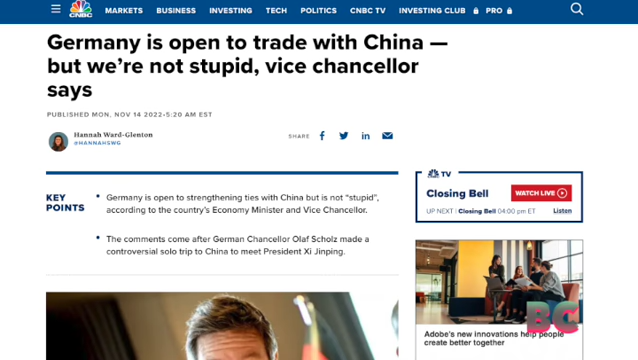 CNBC
MARKETS BUSINESS INVESTING TECH POLITICS CNBC TV INVESTING CLUB PRO
Germany is open to trade with China —
but we’re not stupid, vice chancellor
says
PUBLISHED MON, NOV 14 2022•5:20 AM EST
Hannah Ward-Glenton
@HANNAHSWG
SHARE
KEY
POINTS
• Germany is open to strengthening ties with China but is not “stupid”,
according to the country’s Economy Minister and Vice Chancellor.
• The comments come after German Chancellor Olaf Scholz made a
controversial solo trip to China to meet President Xi Jinping.
TV
Closing Bell
WATCH LIVE
UP NEXT | Closing Bell 04:00 pm ET Listen
BC
Adobe’s new innovations help people
create better together